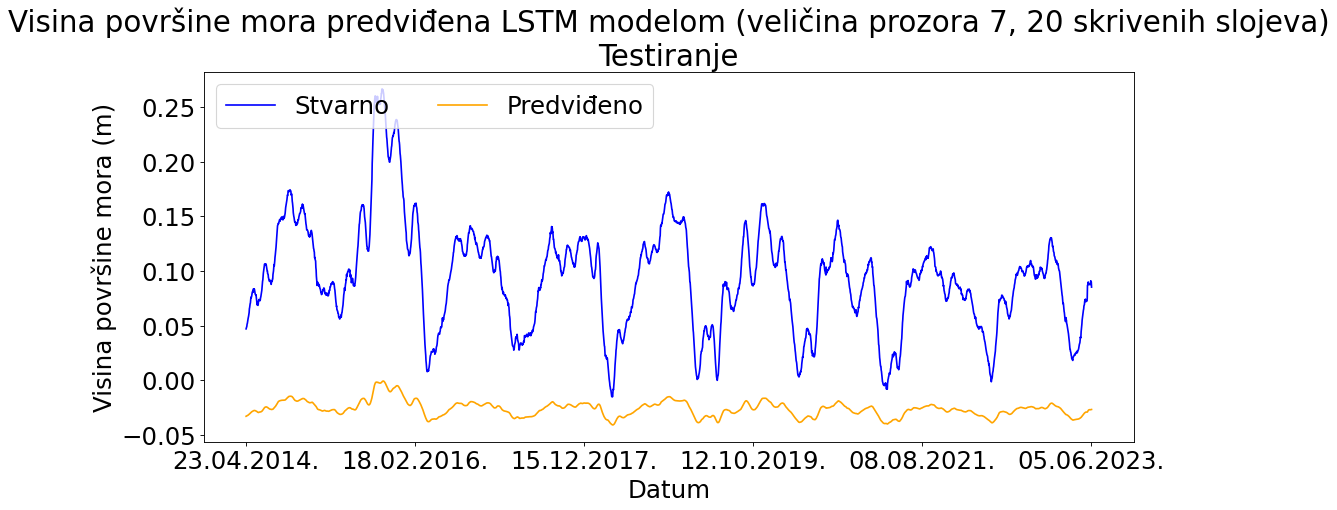 Visina površine mora predviđena LSTM modelom (veličina prozora 7, 20 skrivenih slojeva)
Testiranje
Stvarno Predviđeno
Visina površine mora (m)
0.25
0.20
0.15
0.10
0.05
0.00
−0.05
23.04.2014. 18.02.2016. 15.12.2017. 12.10.2019. 08.08.2021. 05.06.2023.
Datum